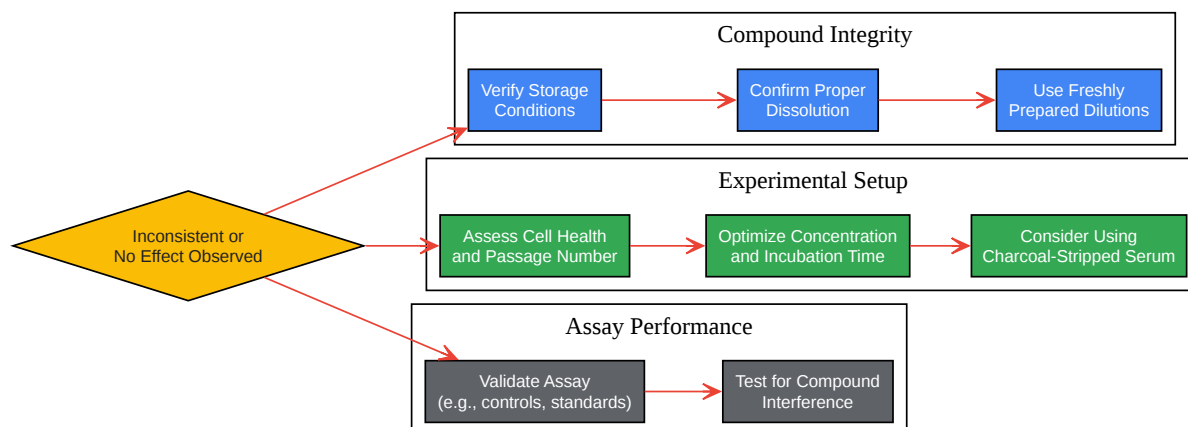 Compound Integrity
Verify Storage
Conditions
Confirm Proper
Dissolution
Use Freshly
Prepared Dilutions
Inconsistent or
No Effect Observed
Experimental Setup
Assess Cell Health
and Passage Number
Optimize Concentration
and Incubation Time
Consider Using
Charcoal-Stripped Serum
Assay Performance
Validate Assay
(e.g., controls, standards)
Test for Compound
Interference